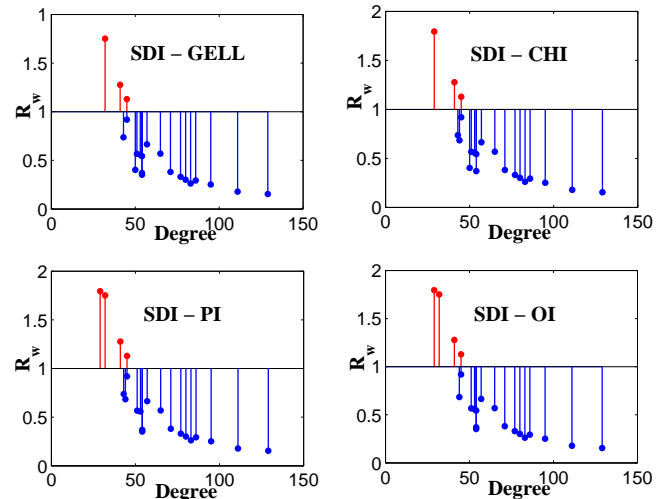 1
1.5
1
0.5
0
R_w
SDI – GELL
0 50 100 150
Degree
2
1.5
1
0.5
0
R_w
SDI – CHI
0 50 100 150
Degree
2
1.5
1
0.5
0
R_w
SDI – PI
0 50 100 150
Degree
2
1.5
1
0.5
0
R_w
SDI – OI
0 50 100 150
Degree